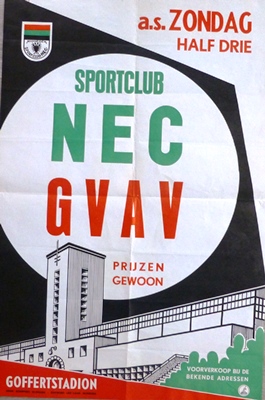 a.s. ZONDAG
HALF DRIE
SPORTCLUB
NEC
GVAV
PRIJZEN
GEWOON
VOORVERKOOP BIJ DE
BEKENDE ADRESSEN
GOFFERTSTADION